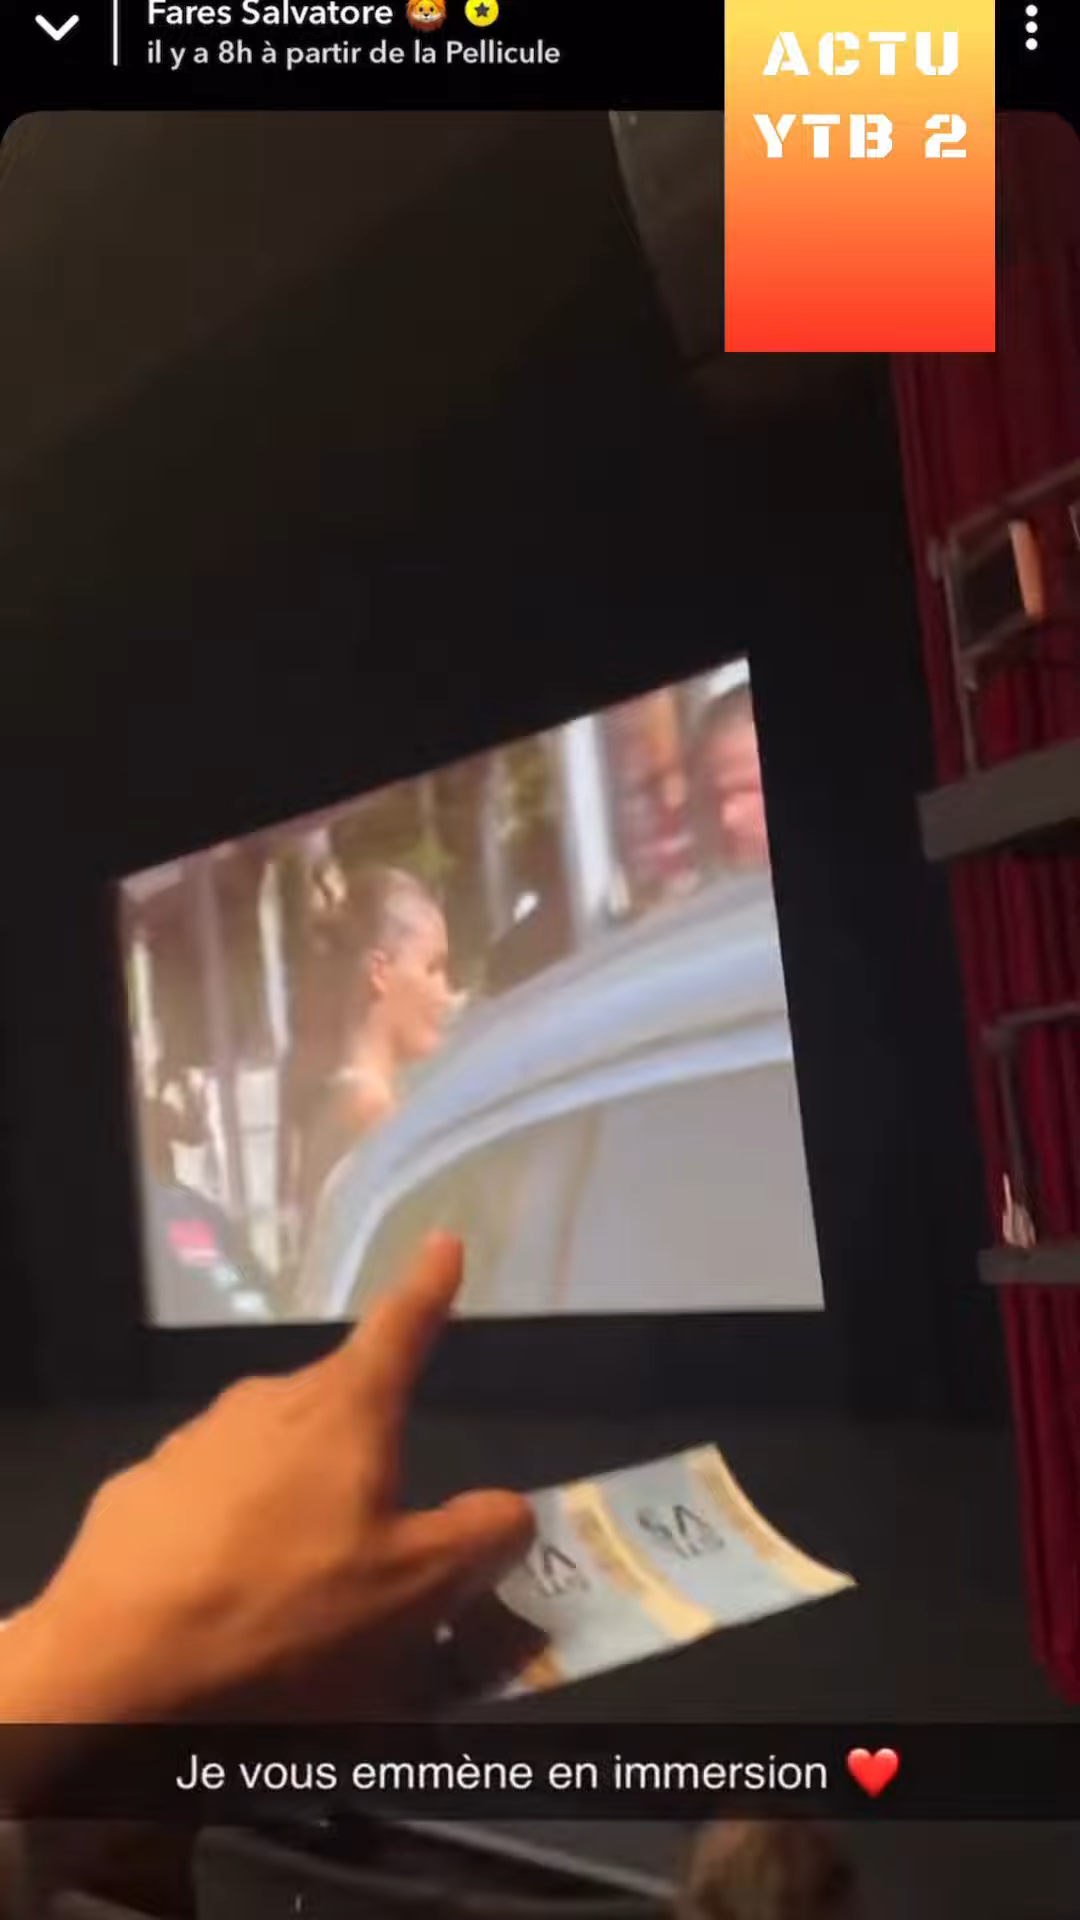 Fares Salvatore 🦁
il y a 8h à partir de la Pellicule
ACTU
YTB 2
Je vous emmène en immersion ❤️